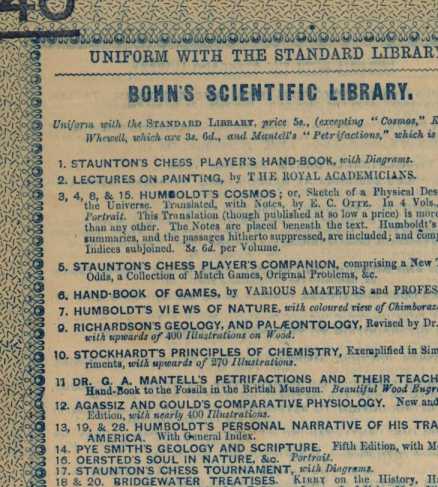 40
UNIFORM WITH THE STANDARD LIBRARY
BOHN'S SCIENTIFIC LIBRARY.
Uniform with the STANDARD LIBRARY, price 5s., (excepting "Cosmos," K
Whewell, which are 3s. 6d., and Mantell's "Petrifactions," which is
1. STAUNTON'S CHESS PLAYER'S HAND-BOOK, with Diagrams.
2. LECTURES ON PAINTING, by THE ROYAL ACADEMICIANS.
3, 4, 8, & 15. HUMBOLDT'S COSMOS; or, Sketch of a Physical Des
the Universe. Translated, with Notes, by E. C. OTTE. In 4 Vols.,
Portrait. This Translation (though published at so low a price) is more
than any other. The Notes are placed beneath the text. Humboldt's
summaries, and the passages hitherto suppressed, are included; and com
Indices subjoined. 3s. 6d. per Volume.
5. STAUNTON'S CHESS PLAYER'S COMPANION, comprising a New T
Odds, a Collection of Match Games, Original Problems, &c.
6. HAND-BOOK OF GAMES, by VARIOUS AMATEURS and PROFES
7. HUMBOLDT'S VIEWS OF NATURE, with coloured view of Chimboraz
9. RICHARDSON'S GEOLOGY, AND PALÆONTOLOGY, Revised by Dr.
with upwards of 400 Illustrations on Wood.
10. STOCKHARDT'S PRINCIPLES OF CHEMISTRY, Exemplified in Sim
riments, with upwards of 270 Illustrations.
11 DR. G. A. MANTELL'S PETRIFACTIONS AND THEIR TEACH
Hand-Book to the Fossils in the British Museum. Beautiful Wood Engra
12. AGASSIZ AND GOULD'S COMPARATIVE PHYSIOLOGY. New and
Edition, with nearly 400 Illustrations.
13, 19, & 28. HUMBOLDT'S PERSONAL NARRATIVE OF HIS TRA
AMERICA. With General Index.
14. PYE SMITH'S GEOLOGY AND SCRIPTURE. Fifth Edition, with M
16. OERSTED'S SOUL IN NATURE, &c. Portrait.
17. STAUNTON'S CHESS TOURNAMENT, with Diagrams.
18 & 20. BRIDGEWATER TREATISES. KIRBY on the History, H